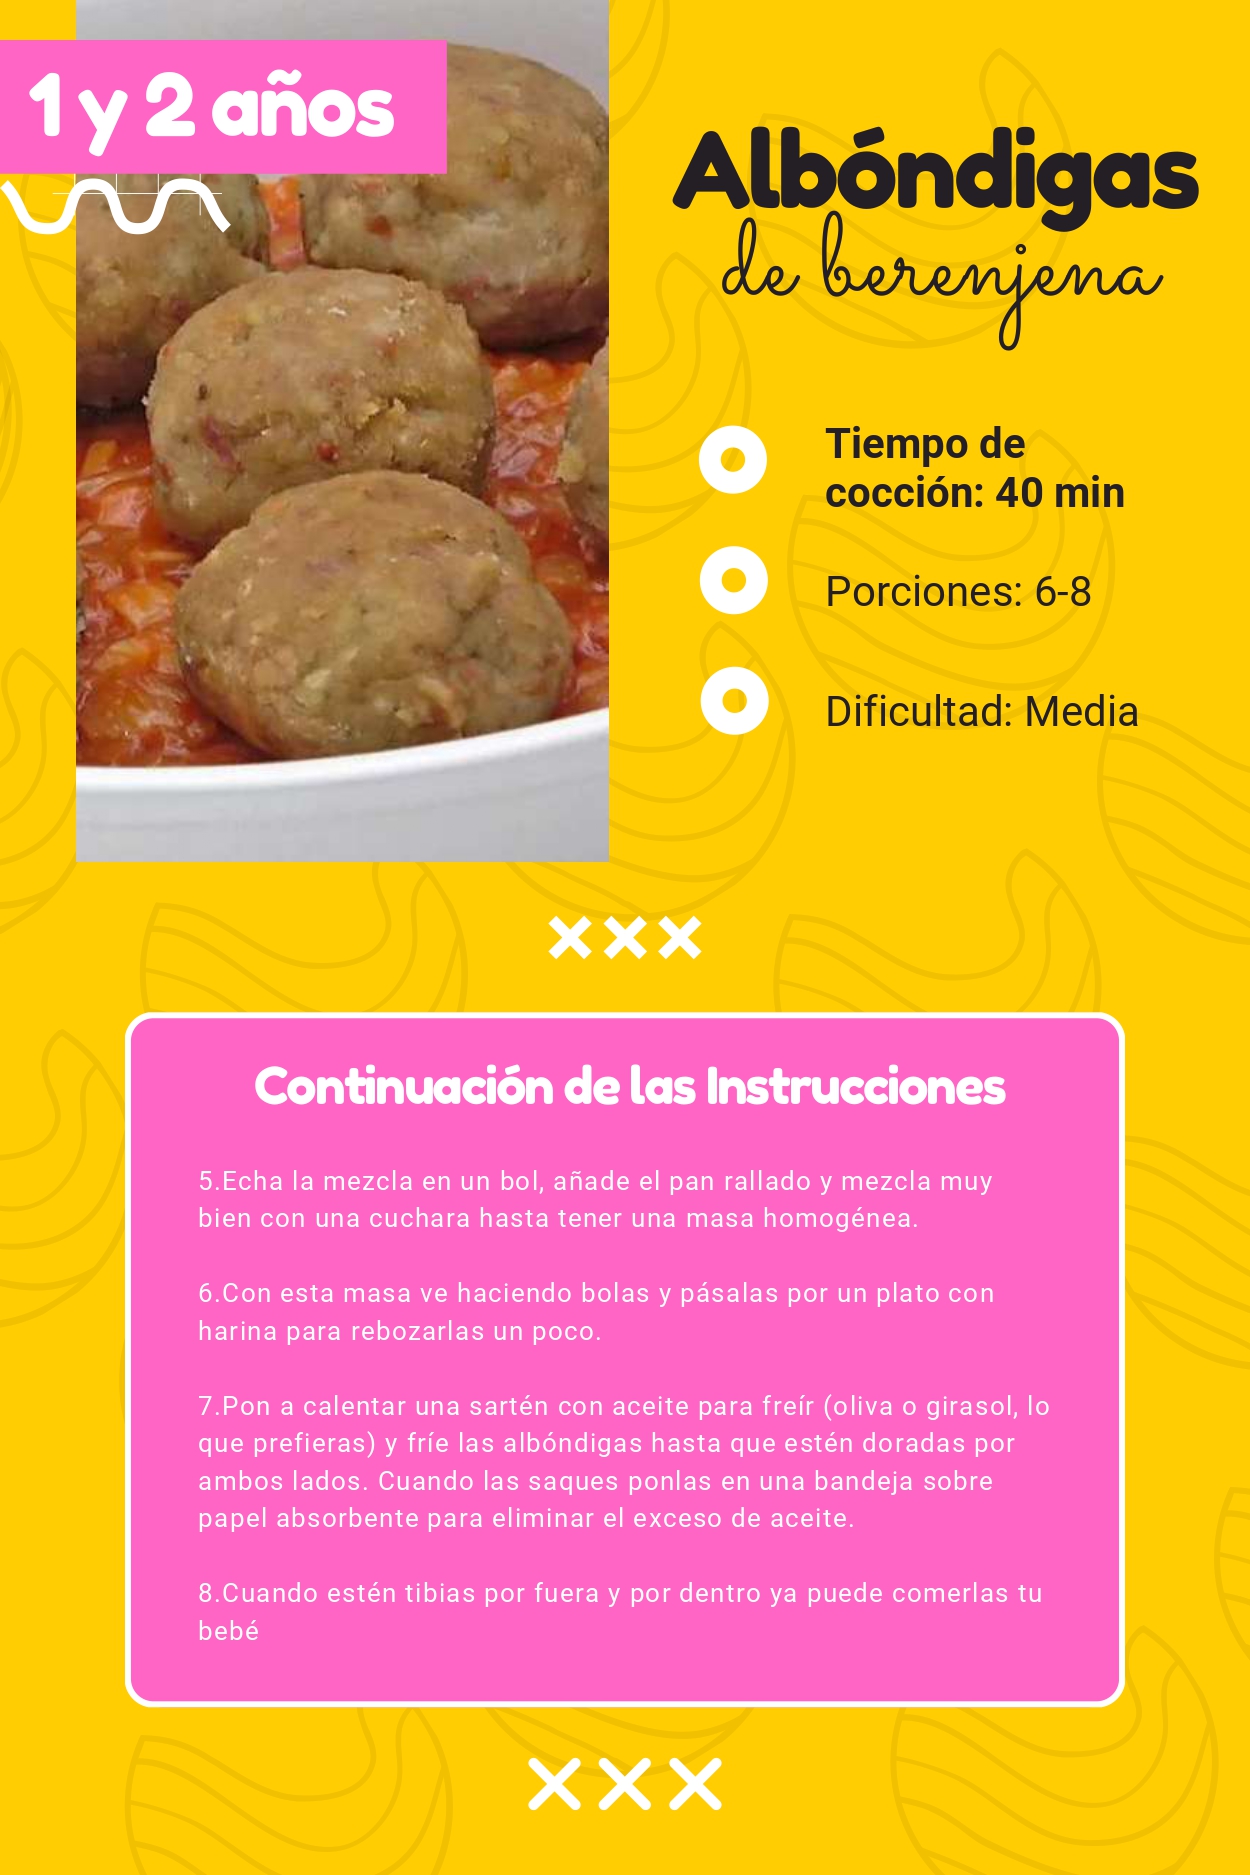 1 y 2 años
Albóndigas
de berenjena
Tiempo de
cocción: 40 min
Porciones: 6-8
Dificultad: Media
Continuación de las Instrucciones
5.Echa la mezcla en un bol, añade el pan rallado y mezcla muy
bien con una cuchara hasta tener una masa homogénea.
6.Con esta masa ve haciendo bolas y pásalas por un plato con
harina para rebozarlas un poco.
7.Pon a calentar una sartén con aceite para freír (oliva o girasol, lo
que prefieras) y fríe las albóndigas hasta que estén doradas por
ambos lados. Cuando las saques ponlas en una bandeja sobre
papel absorbente para eliminar el exceso de aceite.
8.Cuando estén tibias por fuera y por dentro ya puede comerlas tu
bebé